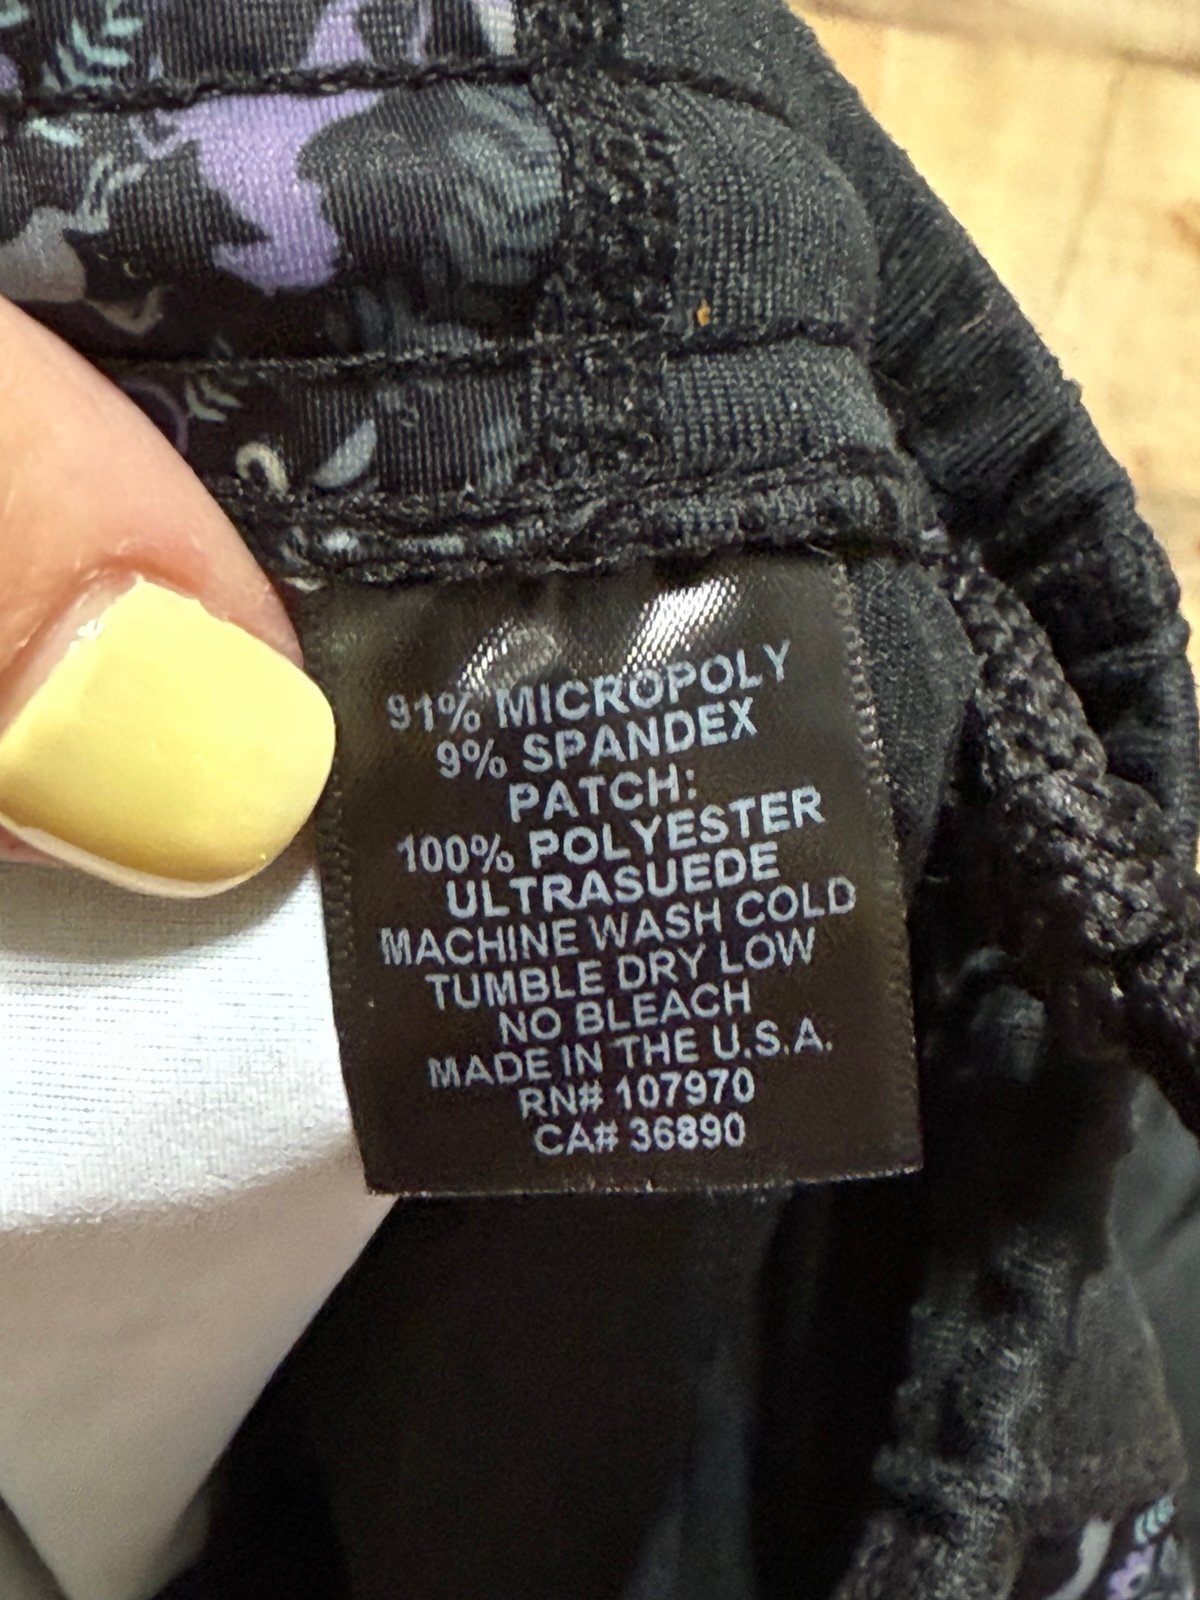 91% MICROPOLY
9% SPANDEX
PATCH:
100% POLYESTER
ULTRASUEDE
MACHINE WASH COLD
TUMBLE DRY LOW
NO BLEACH
MADE IN THE U.S.A.
RN# 107970
CA# 36890